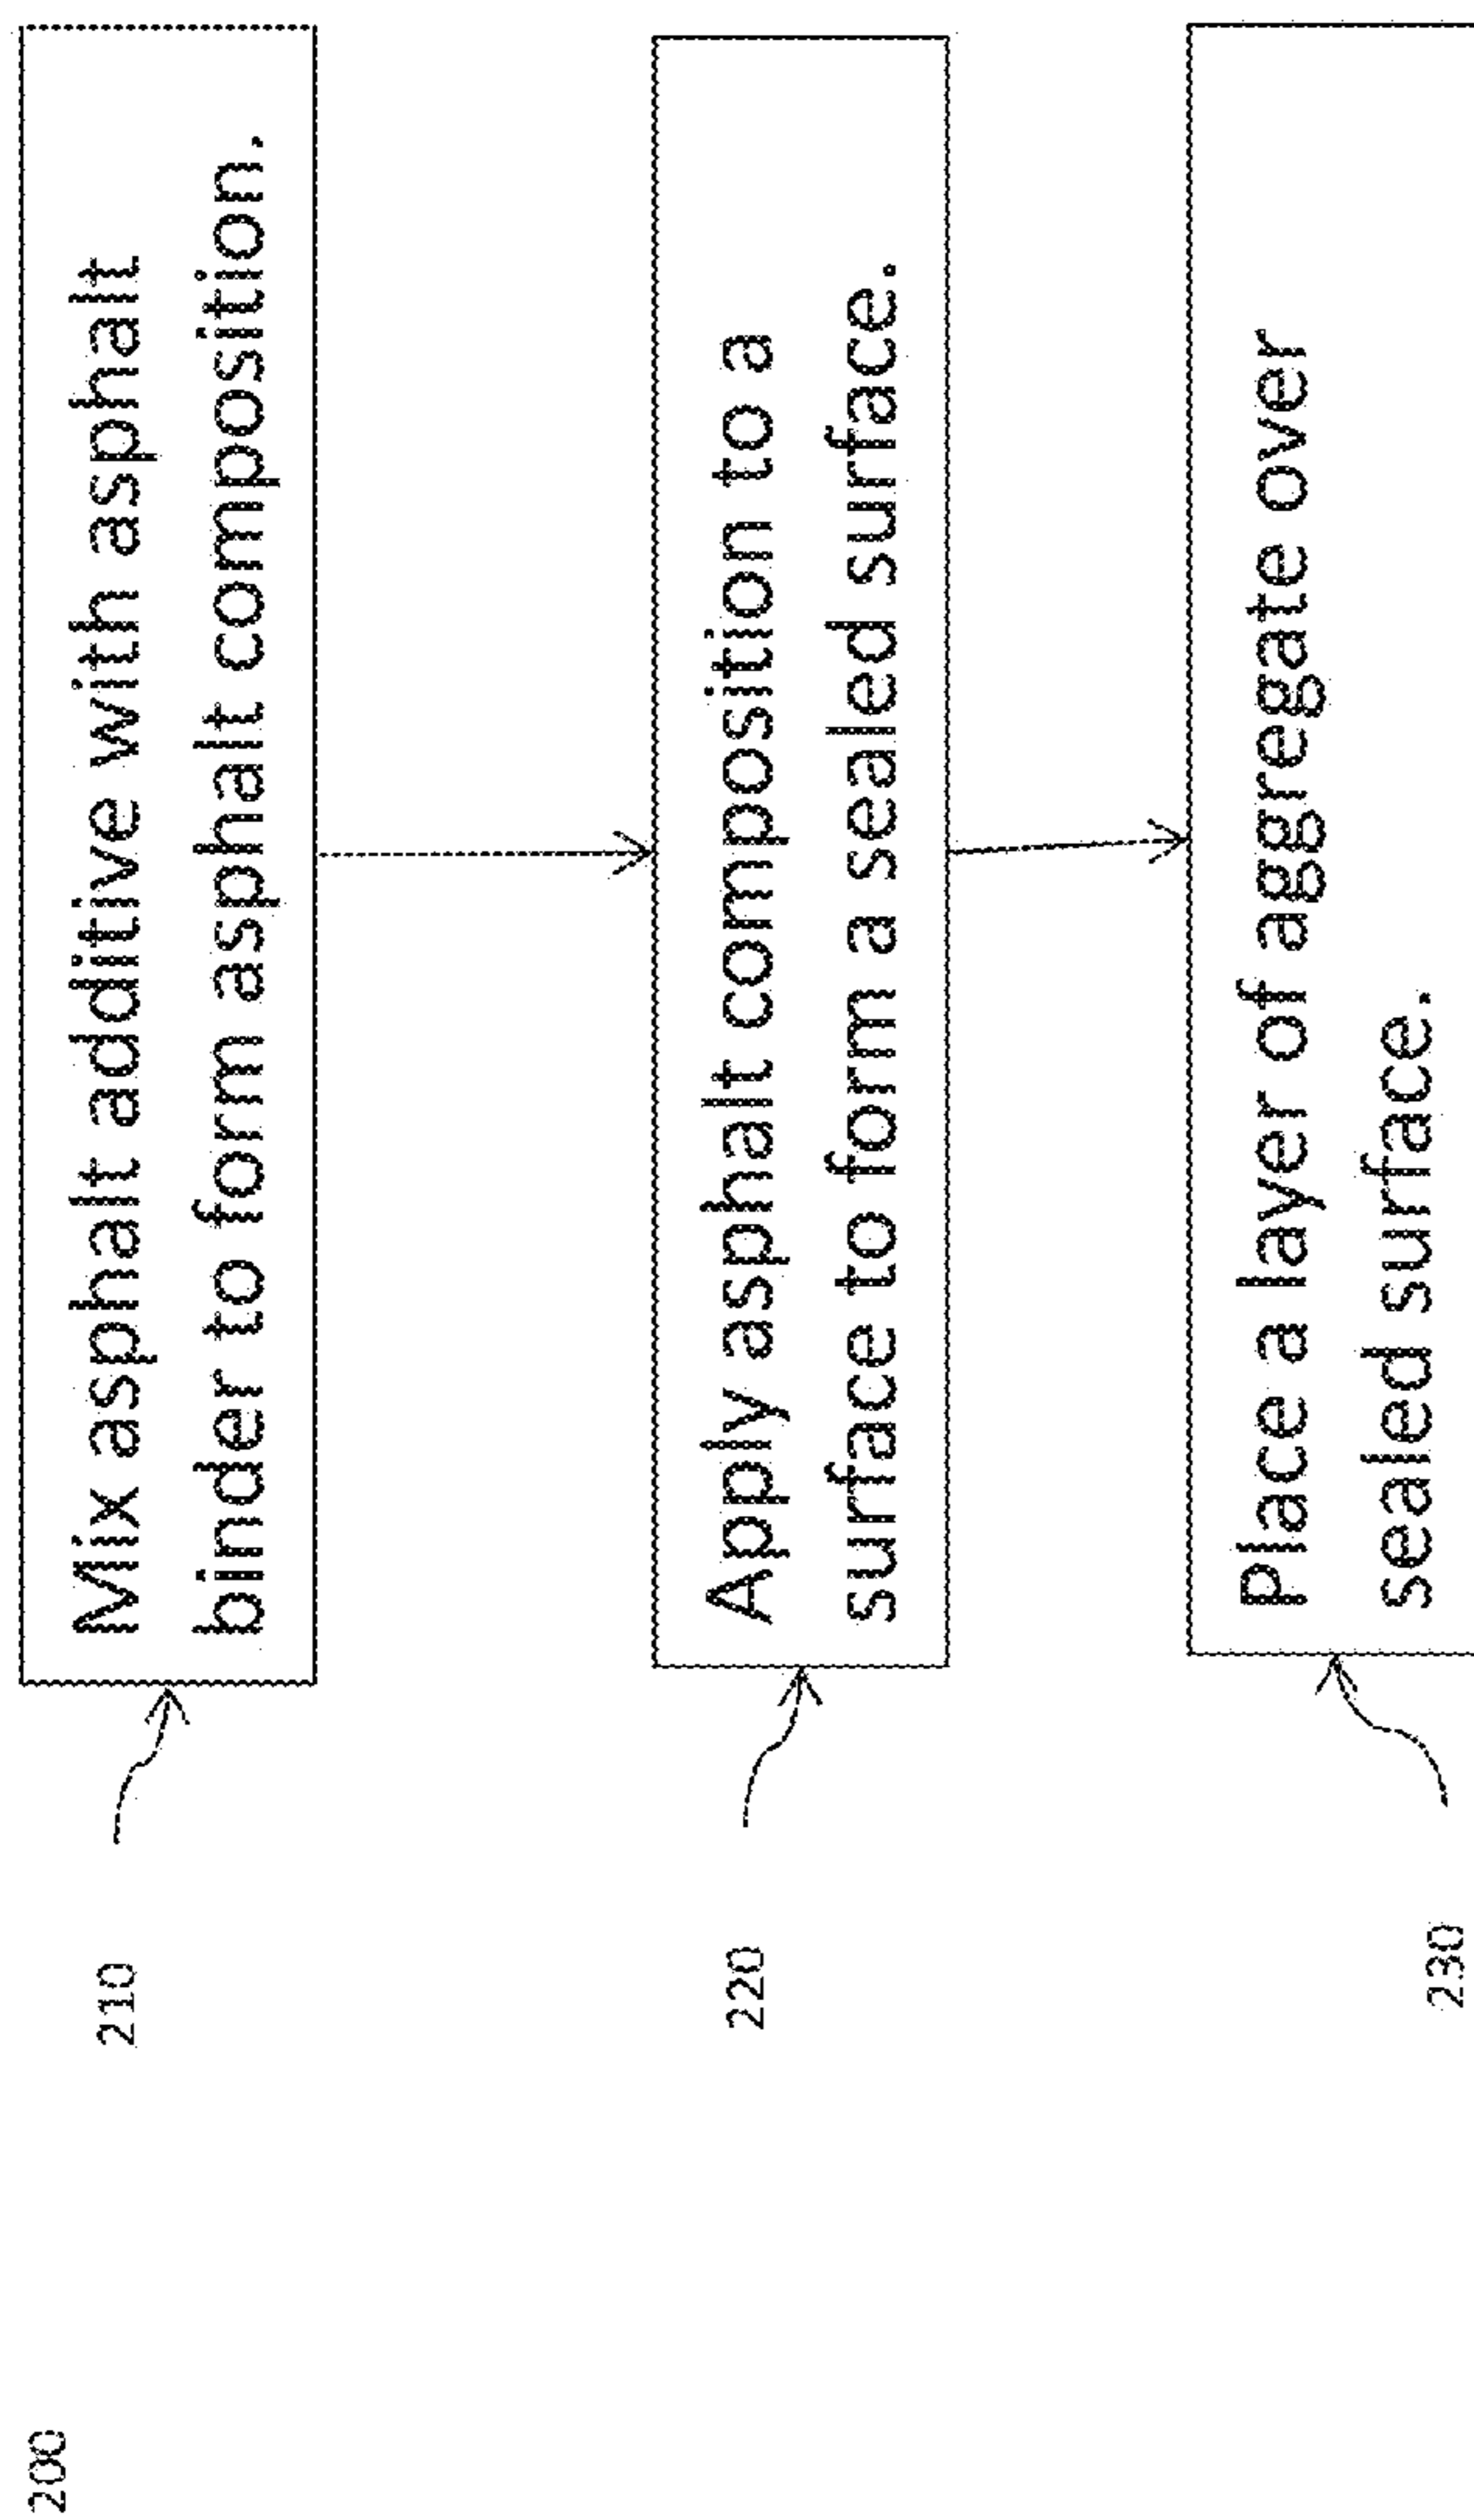 200
210
Mix asphalt additive with asphalt
binder to form asphalt composition.
220
Apply asphalt composition to a
surface to form a sealed surface.
230
Place a layer of aggregate over
sealed surface.